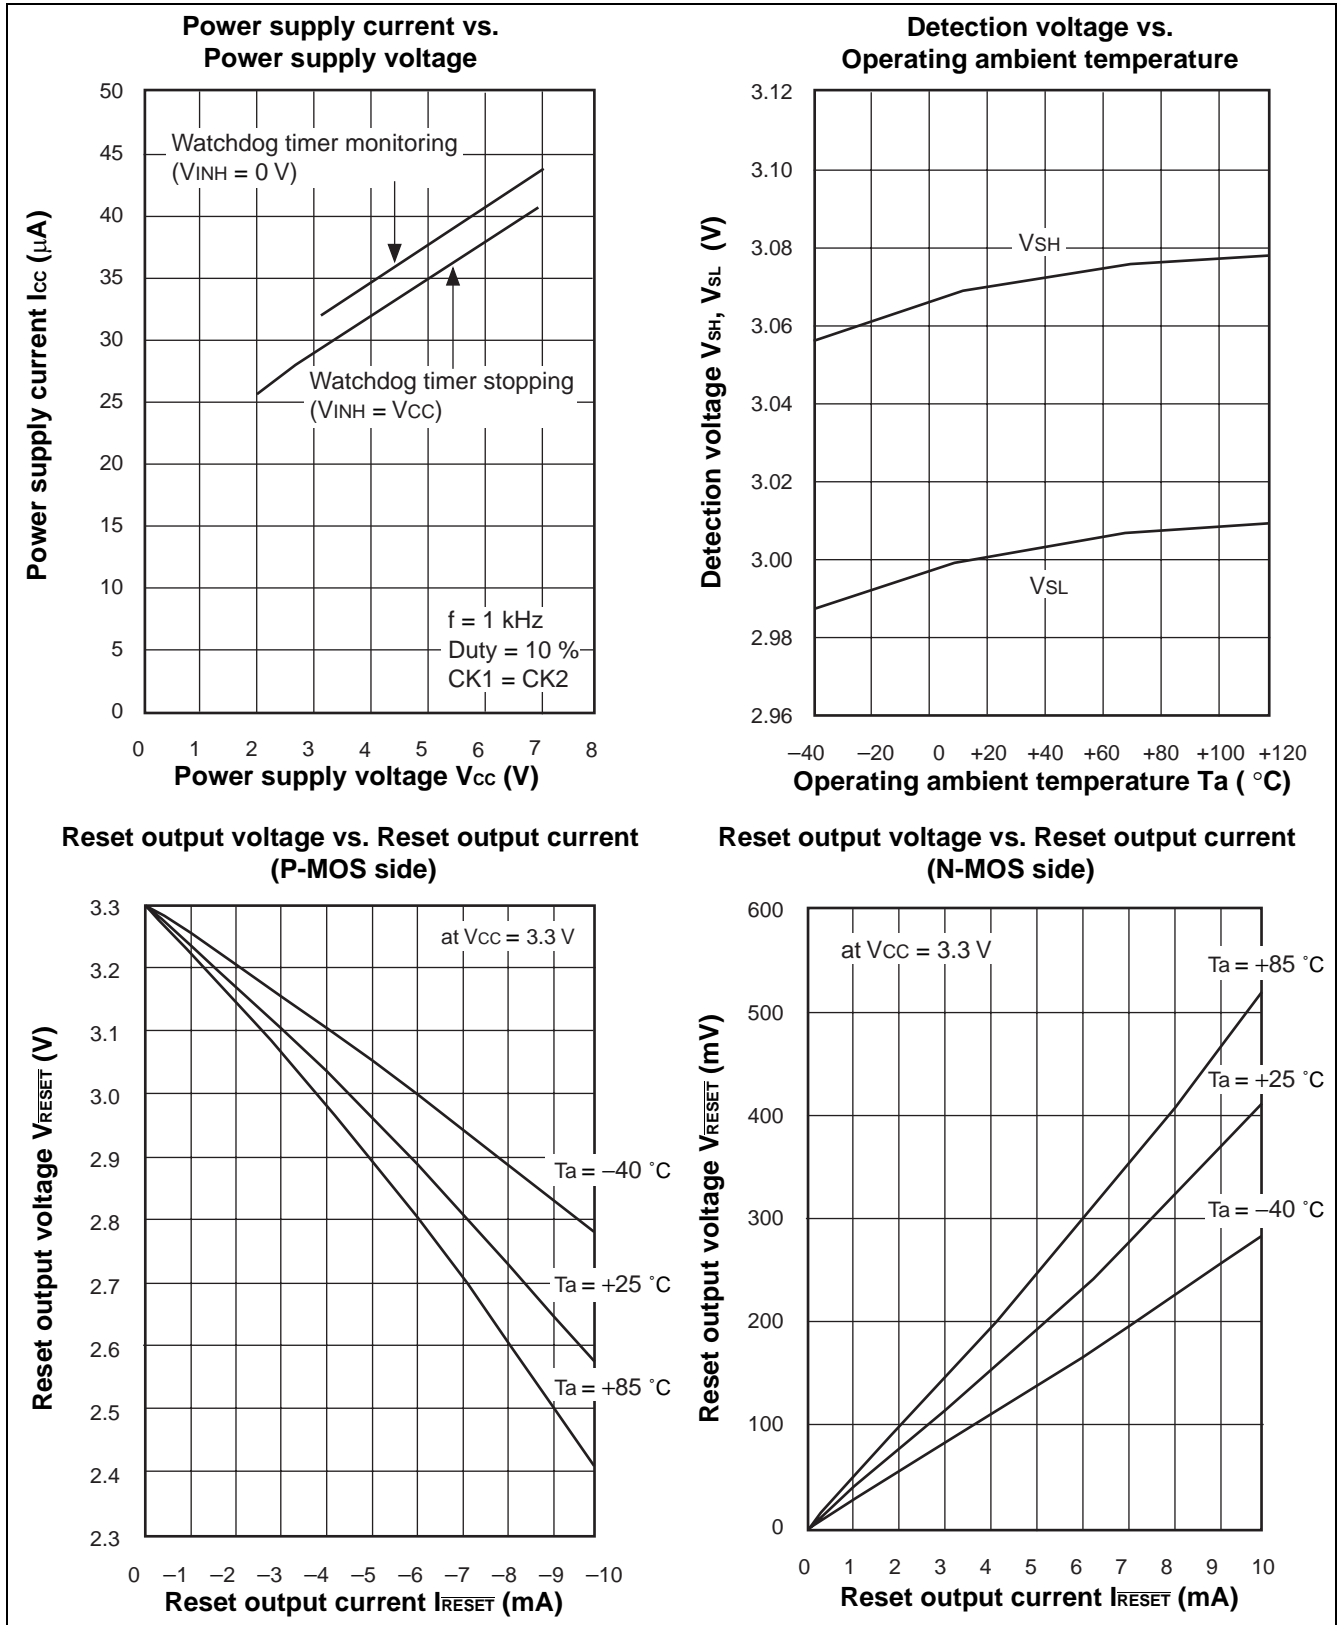 Power supply current vs.
Power supply voltage
50
45
40
35
30
25
20
15
10
5
0
Watchdog timer monitoring
(VINH = 0 V)
Watchdog timer stopping
(VINH = VCC)
f = 1 kHz
Duty = 10 %
CK1 = CK2
0 1 2 3 4 5 6 7 8
Power supply voltage VCC (V)
Power supply current ICC (μA)
Detection voltage vs.
Operating ambient temperature
3.12
3.10
3.08
3.06
3.04
3.02
3.00
2.98
2.96
VSH
VSL
–40 –20 0 +20 +40 +60 +80 +100 +120
Operating ambient temperature Ta ( °C)
Detection voltage VSH, VSL (V)
Reset output voltage vs. Reset output current
(P-MOS side)
3.3
3.2
3.1
3.0
2.9
2.8
2.7
2.6
2.5
2.4
2.3
at VCC = 3.3 V
Ta = –40 ˚C
Ta = +25 ˚C
Ta = +85 ˚C
0 –1 –2 –3 –4 –5 –6 –7 –8 –9 –10
Reset output current IRESET (mA)
Reset output voltage VRESET (V)
Reset output voltage vs. Reset output current
(N-MOS side)
600
500
400
300
200
100
0
at VCC = 3.3 V
Ta = +85 ˚C
Ta = +25 ˚C
Ta = –40 ˚C
0 1 2 3 4 5 6 7 8 9 10
Reset output current IRESET (mA)
Reset output voltage VRESET (mV)